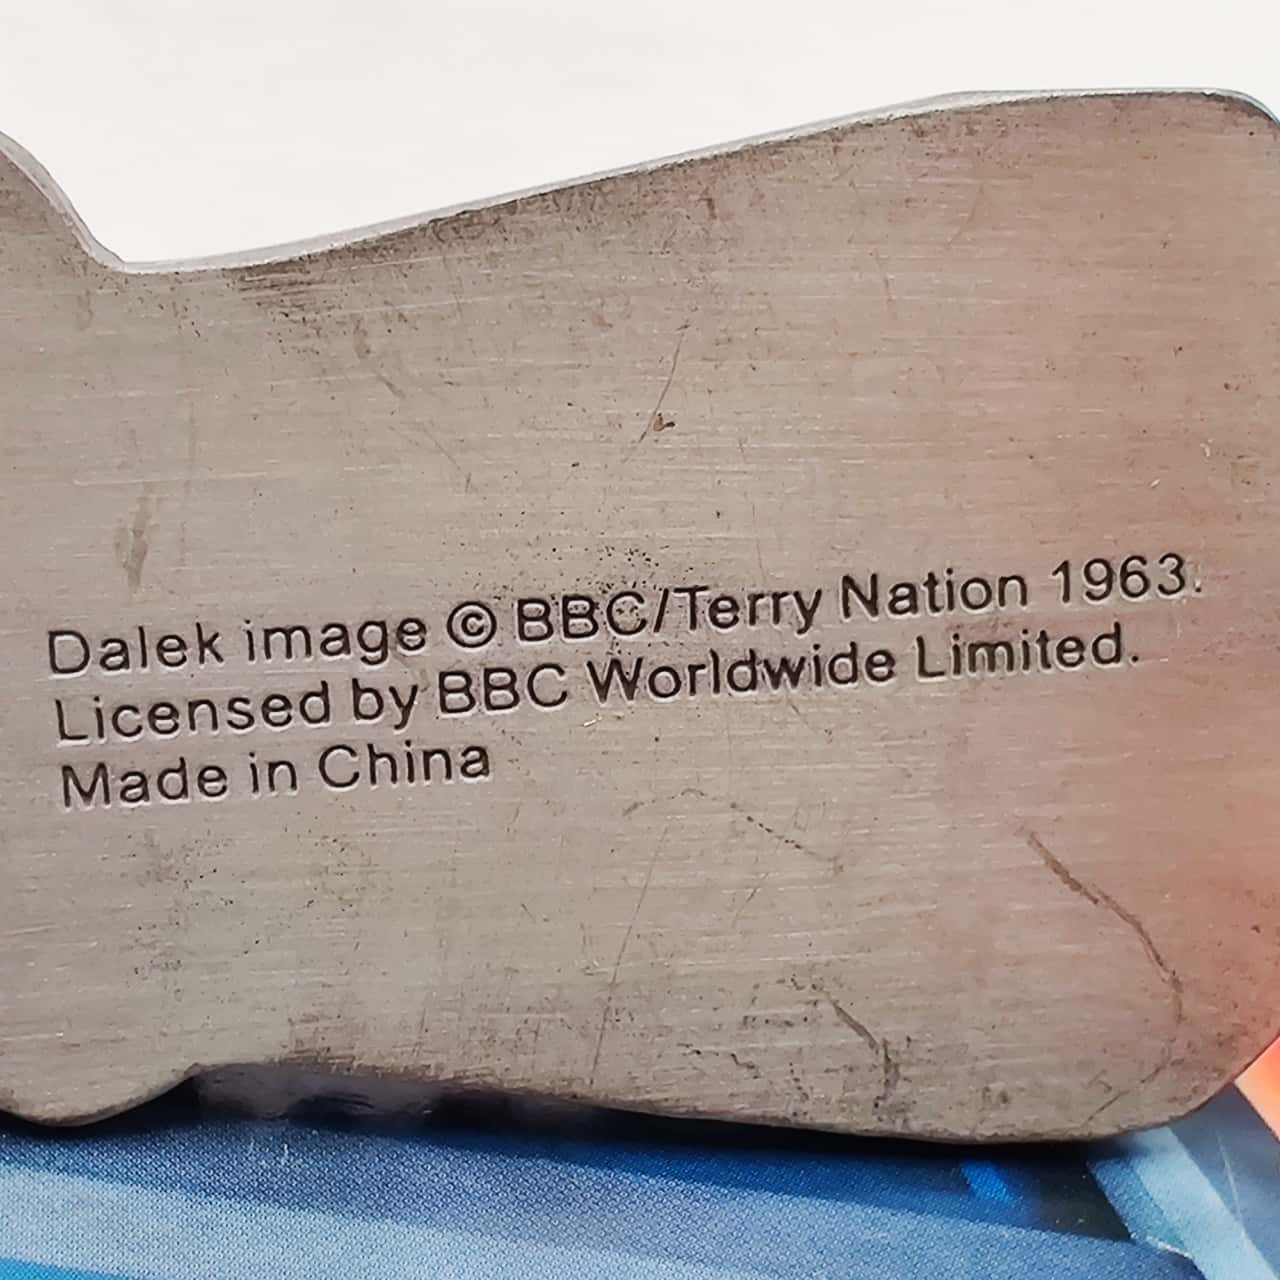 Dalek image © BBC/Terry Nation 1963.
Licensed by BBC Worldwide Limited.
Made in China